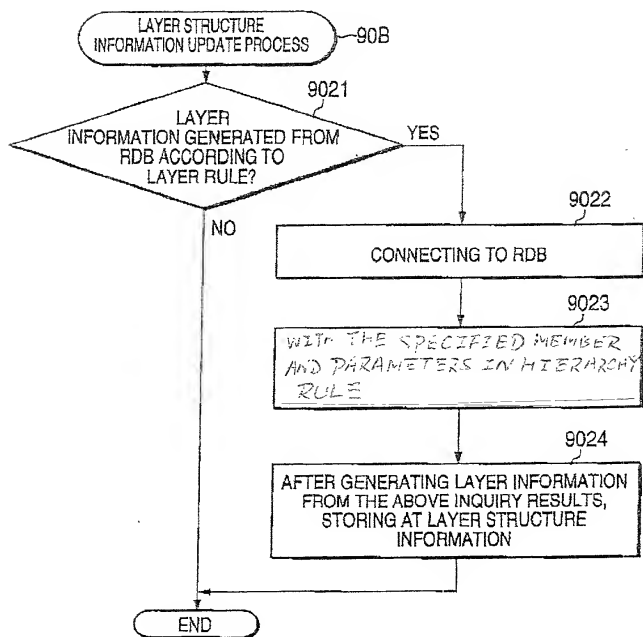 LAYER STRUCTURE
INFORMATION UPDATE PROCESS
90B
9021
LAYER
INFORMATION GENERATED FROM
RDB ACCORDING TO
LAYER RULE?
YES
NO
9022
CONNECTING TO RDB
9023
WITH THE SPECIFIED MEMBER
AND PARAMETERS IN HIERARCHY
RULE
9024
AFTER GENERATING LAYER INFORMATION
FROM THE ABOVE INQUIRY RESULTS,
STORING AT LAYER STRUCTURE
INFORMATION
END